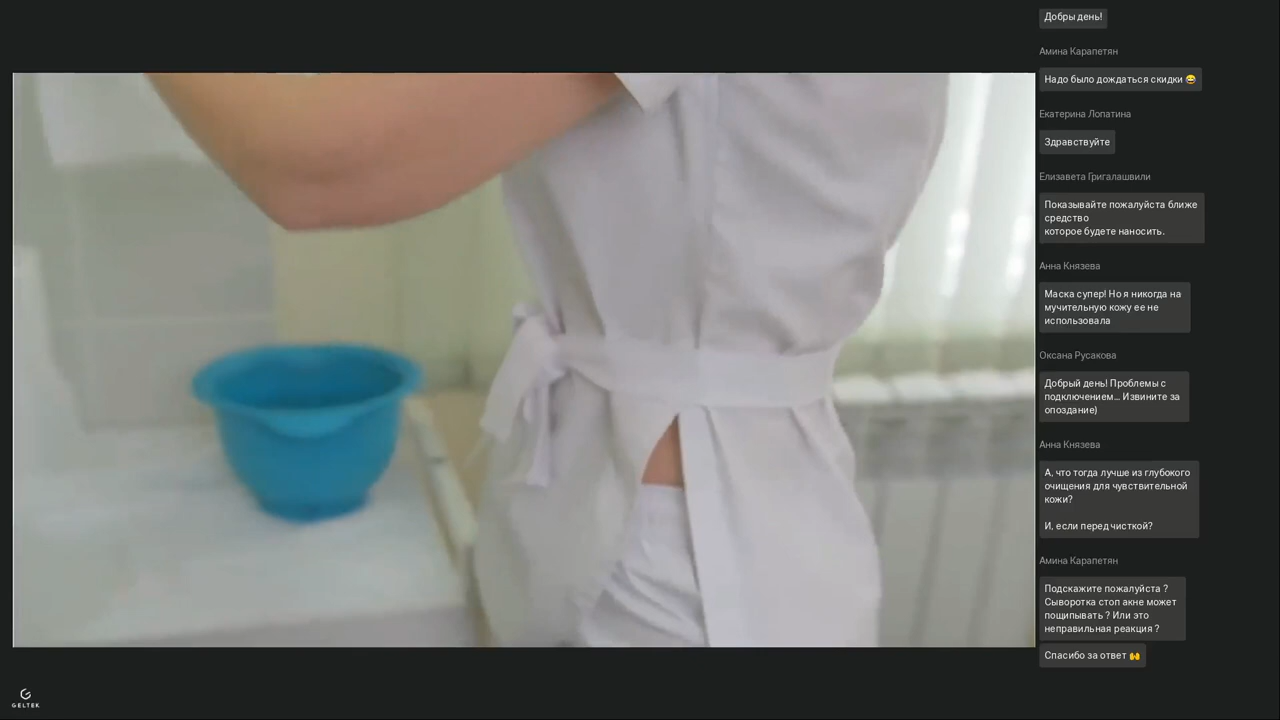 Добры день!
Амина Карапетян
Надо было дождаться скидки 😂
Екатерина Лопатина
Здравствуйте
Елизавета Григалашвили
Показывайте пожалуйста ближе
средство
которое будете наносить.
Анна Князева
Маска супер! Но я никогда на
мучительную кожу ее не
использовала
Оксана Русакова
Добрый день! Проблемы с
подключением... Извините за
опоздание)
Анна Князева
А, что тогда лучше из глубокого
очищения для чувствительной
кожи?
И, если перед чисткой?
Амина Карапетян
Подскажите пожалуйста ?
Сыворотка стоп акне может
пощипывать ? Или это
неправильная реакция ?
Спасибо за ответ 🙌
GELTEK